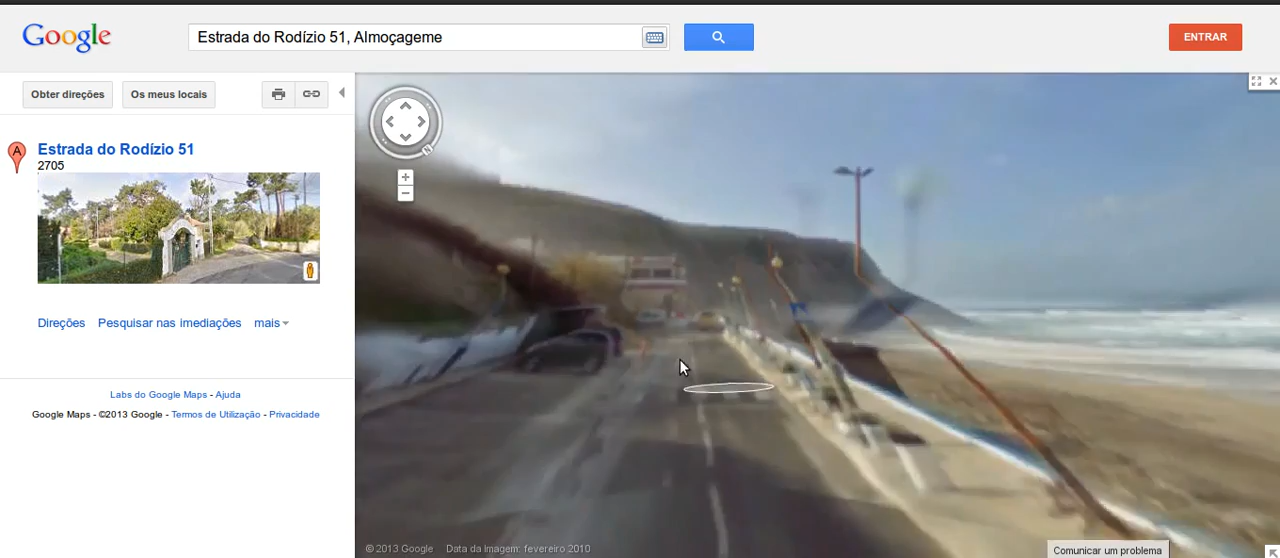 Google
Estrada do Rodízio 51, Almoçageme
ENTRAR
Obter direções
Os meus locais
A
Estrada do Rodízio 51
2705
Direções Pesquisar nas imediações mais
Labs do Google Maps - Ajuda
Google Maps - ©2013 Google - Termos de Utilização - Privacidade
N
+
−
© 2013 Google Data da Imagem: fevereiro 2010
Comunicar um problema